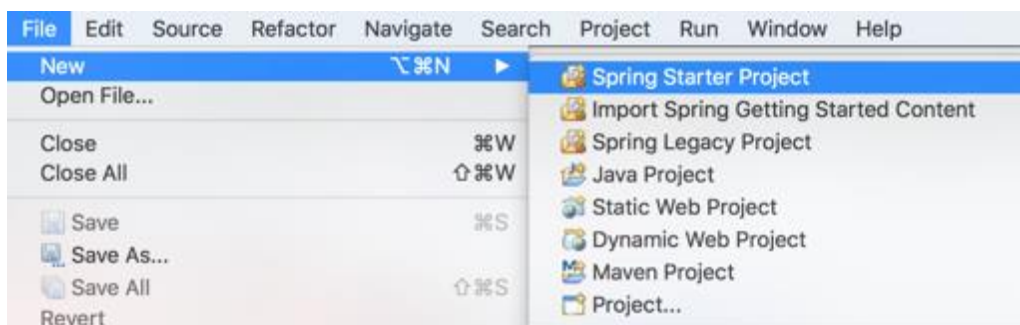 File Edit Source Refactor Navigate Search Project Run Window Help
New ⌥⌘N ▶
Open File...
Close ⌘W
Close All ⇧⌘W
Save ⌘S
Save As...
Save All ⇧⌘S
Revert
Spring Starter Project
Import Spring Getting Started Content
Spring Legacy Project
Java Project
Static Web Project
Dynamic Web Project
Maven Project
Project...